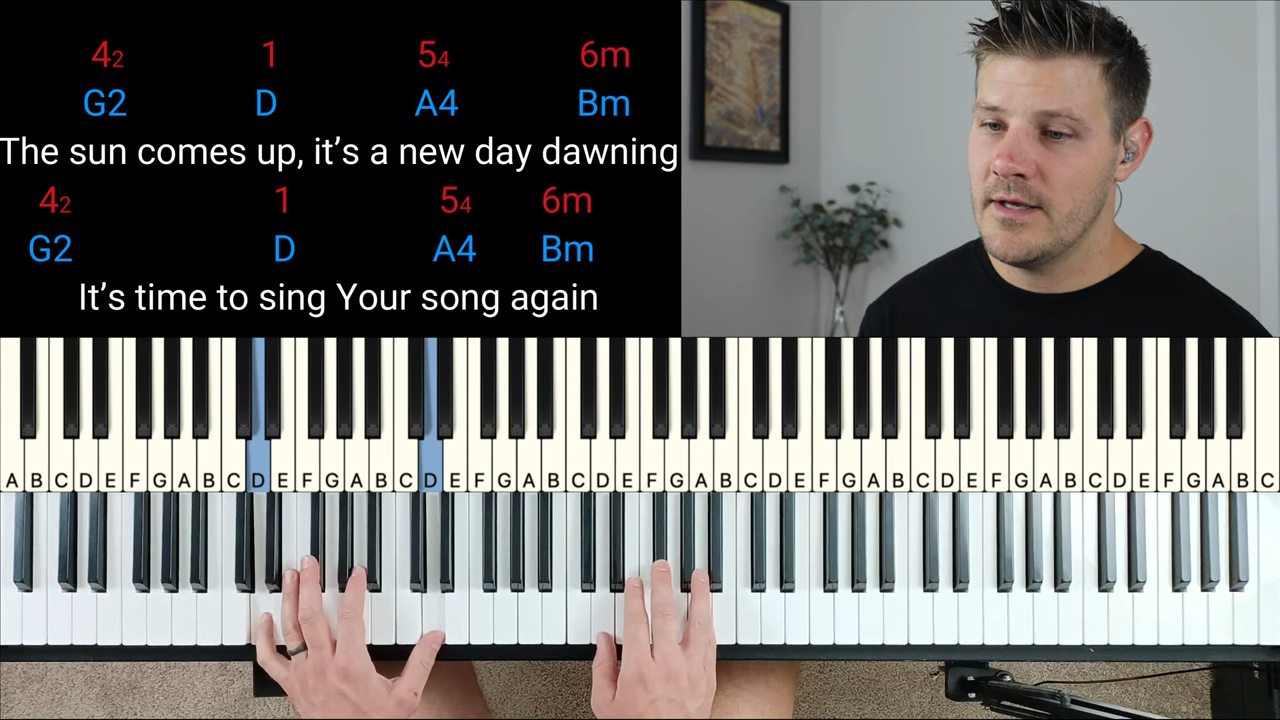 42 1 54 6m
G2 D A4 Bm
The sun comes up, it’s a new day dawning
42 1 54 6m
G2 D A4 Bm
It’s time to sing Your song again
A B C D E F G A B C D E F G A B C D E F G A B C D E F G A B C D E F G A B C D E F G A B C D E F G A B C